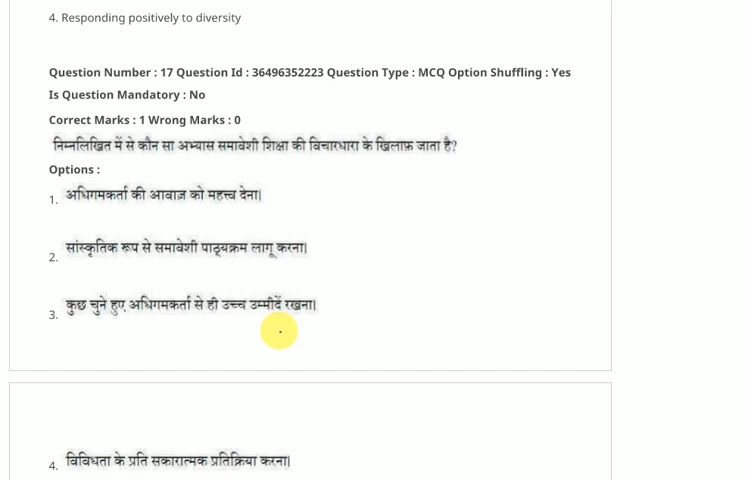 4. Responding positively to diversity
Question Number : 17 Question Id : 36496352223 Question Type : MCQ Option Shuffling : Yes
Is Question Mandatory : No
Correct Marks : 1 Wrong Marks : 0
निम्नलिखित में से कौन सा अभ्यास समावेशी शिक्षा की विचारधारा के खिलाफ़ जाता है?
Options :
1. अधिगमकर्ता की आवाज़ को महत्त्व देना।
2. सांस्कृतिक रूप से समावेशी पाठ्यक्रम लागू करना।
3. कुछ चुने हुए अधिगमकर्ता से ही उच्च उम्मीदें रखना।
4. विविधता के प्रति सकारात्मक प्रतिक्रिया करना।